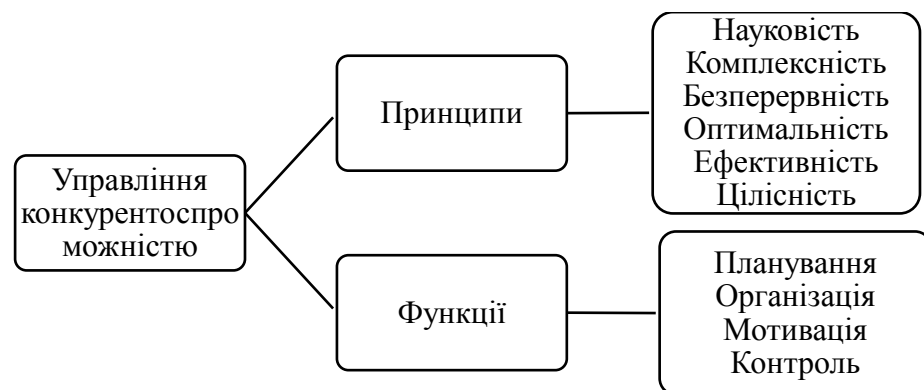 Управління
конкурентоспро
можністю
Принципи
Науковість
Комплексність
Безперервність
Оптимальність
Ефективність
Цілісність
Функції
Планування
Організація
Мотивація
Контроль